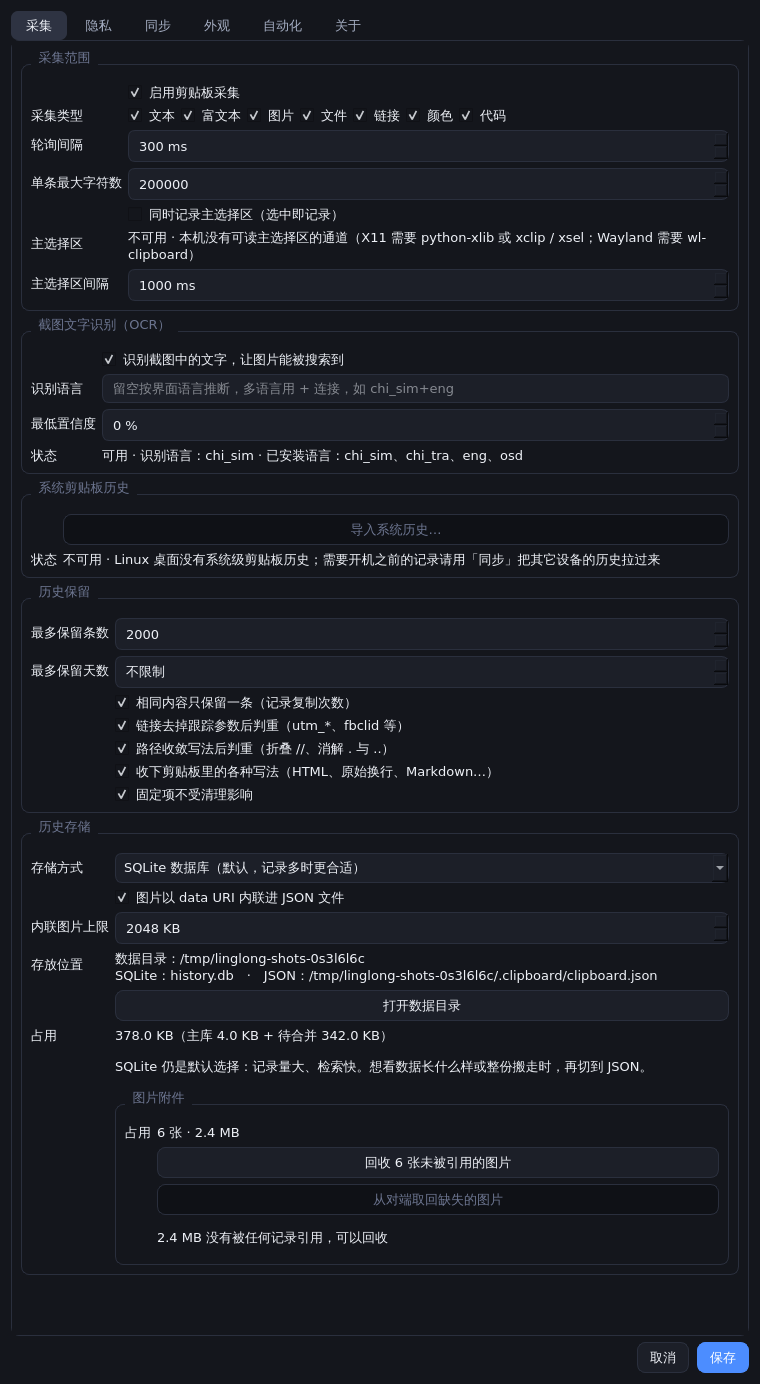 采集 隐私 同步 外观 自动化 关于
采集范围
启用剪贴板采集
采集类型 文本 富文本 图片 文件 链接 颜色 代码
轮询间隔 300 ms
单条最大字符数 200000
同时记录主选择区（选中即记录）
主选择区 不可用 · 本机没有可读主选择区的通道（X11 需要 python-xlib 或 xclip / xsel；Wayland 需要 wl-
clipboard）
主选择区间隔 1000 ms
截图文字识别（OCR）
识别截图中的文字，让图片能被搜索到
识别语言 留空按界面语言推断，多语言用 + 连接，如 chi_sim+eng
最低置信度 0 %
状态 可用 · 识别语言：chi_sim · 已安装语言：chi_sim、chi_tra、eng、osd
系统剪贴板历史
导入系统历史…
状态 不可用 · Linux 桌面没有系统级剪贴板历史；需要开机之前的记录请用「同步」把其它设备的历史拉过来
历史保留
最多保留条数 2000
最多保留天数 不限制
相同内容只保留一条（记录复制次数）
链接去掉跟踪参数后判重（utm_*、fbclid 等）
路径收敛写法后判重（折叠 //、消解 . 与 ..）
收下剪贴板里的各种写法（HTML、原始换行、Markdown…）
固定项不受清理影响
历史存储
存储方式 SQLite 数据库（默认，记录多时更合适）
图片以 data URI 内联进 JSON 文件
内联图片上限 2048 KB
存放位置 数据目录：/tmp/linglong-shots-0s3l6l6c
SQLite：history.db · JSON：/tmp/linglong-shots-0s3l6l6c/.clipboard/clipboard.json
打开数据目录
占用 378.0 KB（主库 4.0 KB + 待合并 342.0 KB）
SQLite 仍是默认选择：记录量大、检索快。想看数据长什么样或整份搬走时，再切到 JSON。
图片附件
占用 6 张 · 2.4 MB
回收 6 张未被引用的图片
从对端取回缺失的图片
2.4 MB 没有被任何记录引用，可以回收
取消 保存